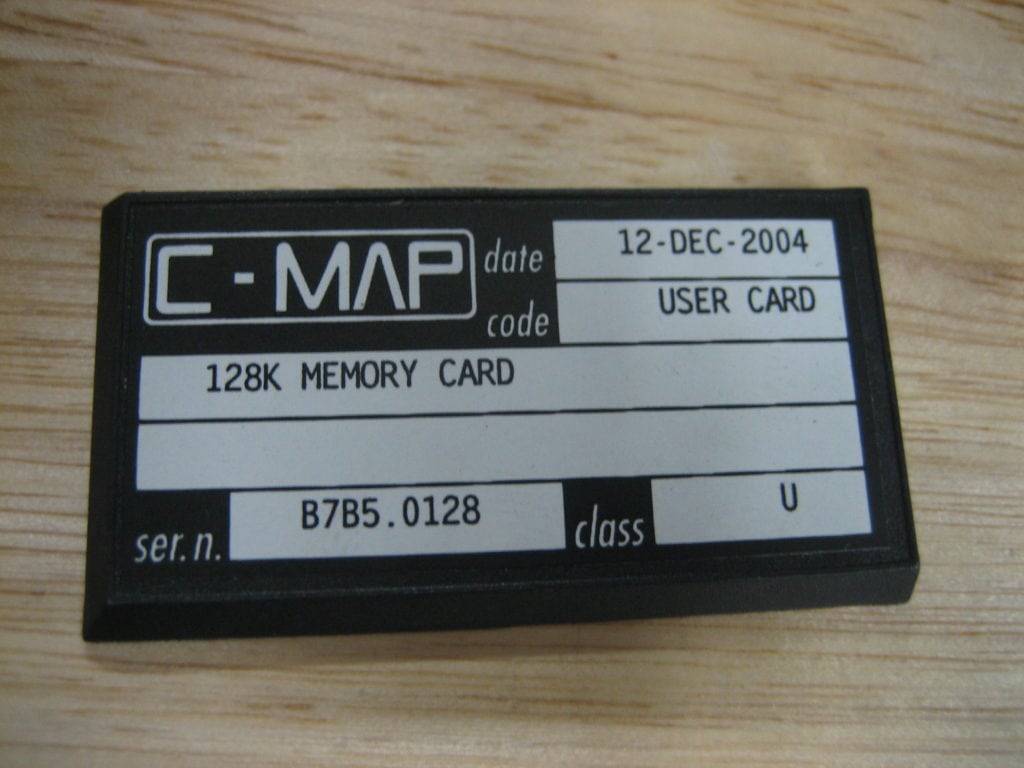 C-MAP
date 12-DEC-2004
code USER CARD
128K MEMORY CARD
ser. n. B7B5.0128 class U